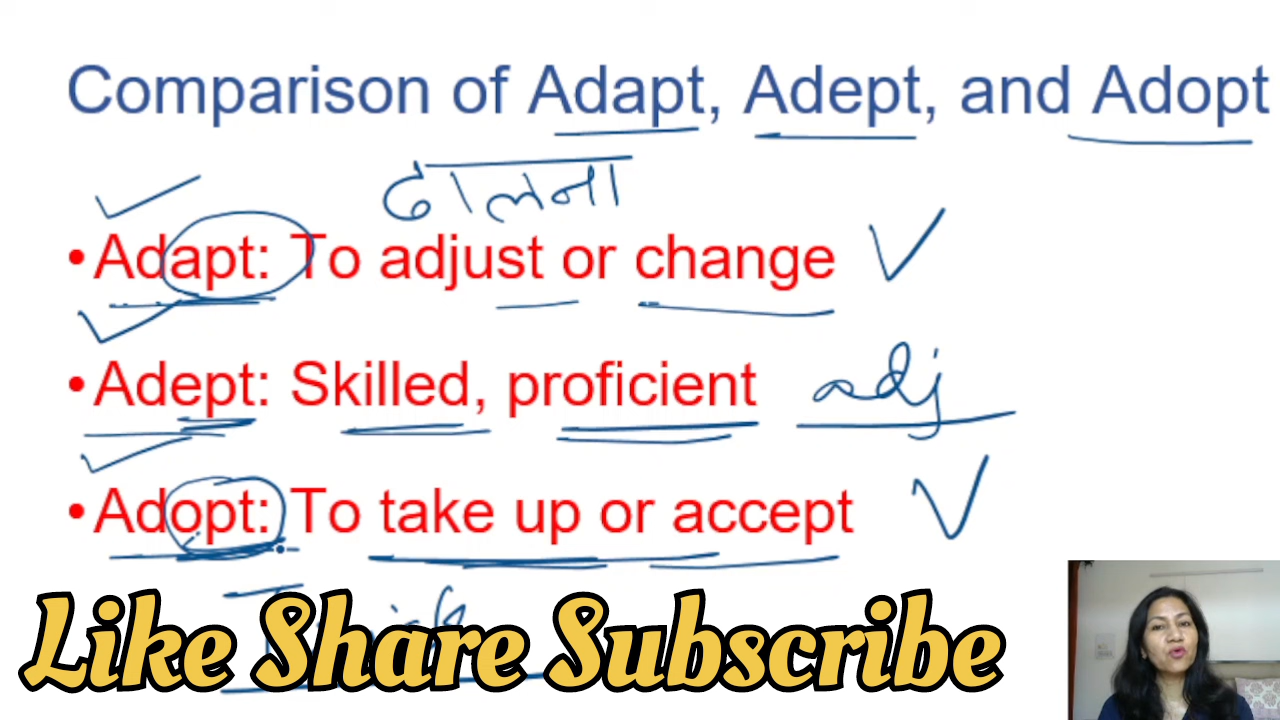 Comparison of Adapt, Adept, and Adopt
ढालना
•Adapt: To adjust or change
•Adept: Skilled, proficient adj
•Adopt: To take up or accept
Like Share Subscribe